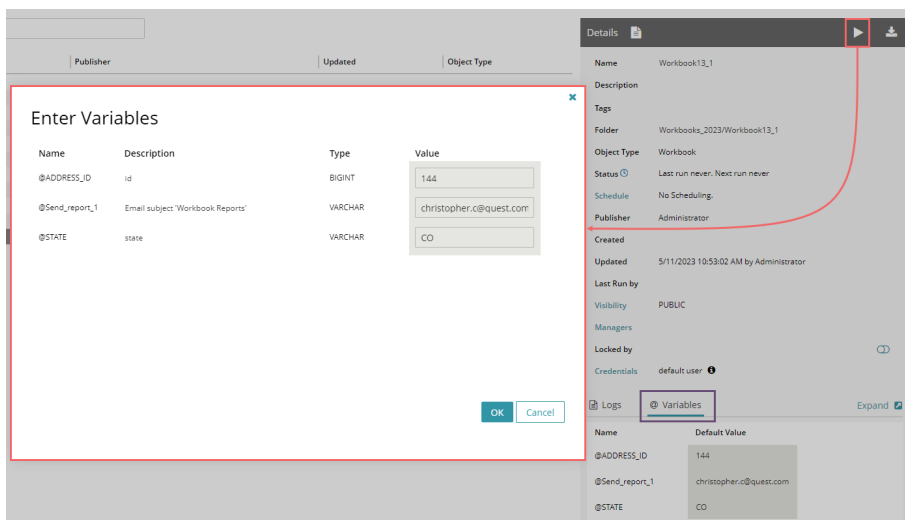 Publisher Updated Object Type
Enter Variables
Name Description Type Value
@ADDRESS_ID id BIGINT 144
@Send_report_1 Email subject 'Workbook Reports' VARCHAR christopher.c@quest.com
@STATE state VARCHAR CO
OK Cancel
Details
Name Workbook13_1
Description
Tags
Folder Workbooks_2023/Workbook13_1
Object Type Workbook
Status Last run never. Next run never
Schedule No Scheduling.
Publisher Administrator
Created
Updated 5/11/2023 10:53:02 AM by Administrator
Last Run by
Visibility PUBLIC
Managers
Locked by
Credentials default user
Logs @ Variables Expand
Name Default Value
@ADDRESS_ID 144
@Send_report_1 christopher.c@quest.com
@STATE CO